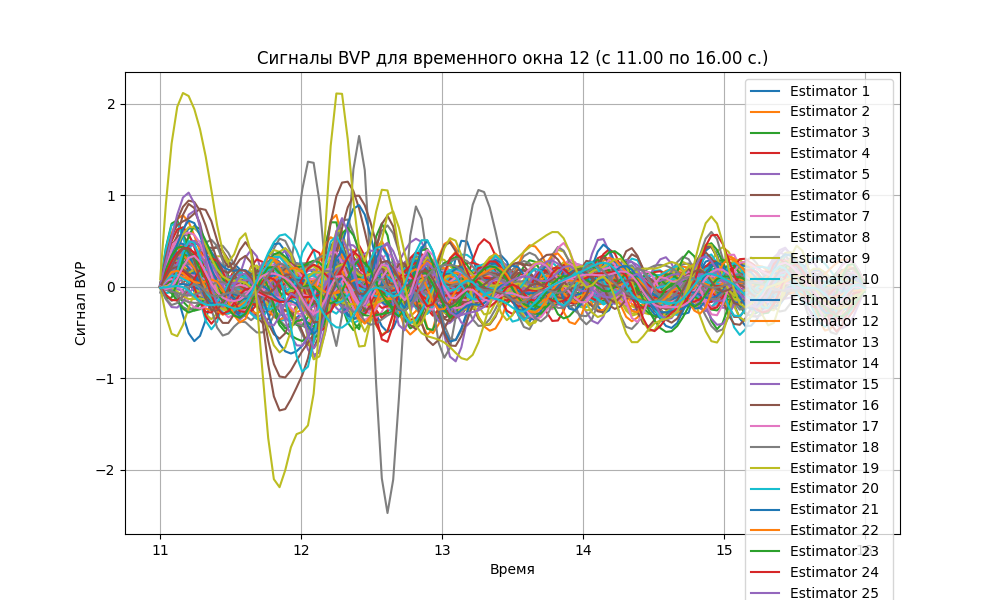 Сигналы BVP для временного окна 12 (с 11.00 по 16.00 с.)
Сигнал BVP
2
1
0
−1
−2
11
12
13
14
15
16
Время
Estimator 1
Estimator 2
Estimator 3
Estimator 4
Estimator 5
Estimator 6
Estimator 7
Estimator 8
Estimator 9
Estimator 10
Estimator 11
Estimator 12
Estimator 13
Estimator 14
Estimator 15
Estimator 16
Estimator 17
Estimator 18
Estimator 19
Estimator 20
Estimator 21
Estimator 22
Estimator 23
Estimator 24
Estimator 25